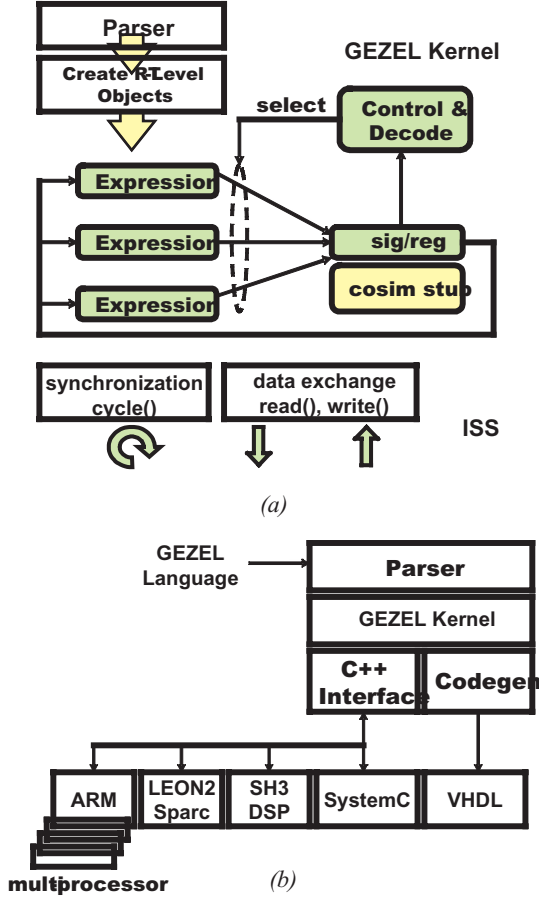 Parser
GEZEL Kernel
Create RT-Level
Objects
select
Control &
Decode
Expression
Expression
sig/reg
cosim stub
Expression
synchronization
cycle()
data exchange
read(), write()
ISS
(a)
GEZEL
Language
Parser
GEZEL Kernel
C++
Interface
Codegen
ARM
LEON2
Sparc
SH3
DSP
SystemC
VHDL
multiprocessor
(b)